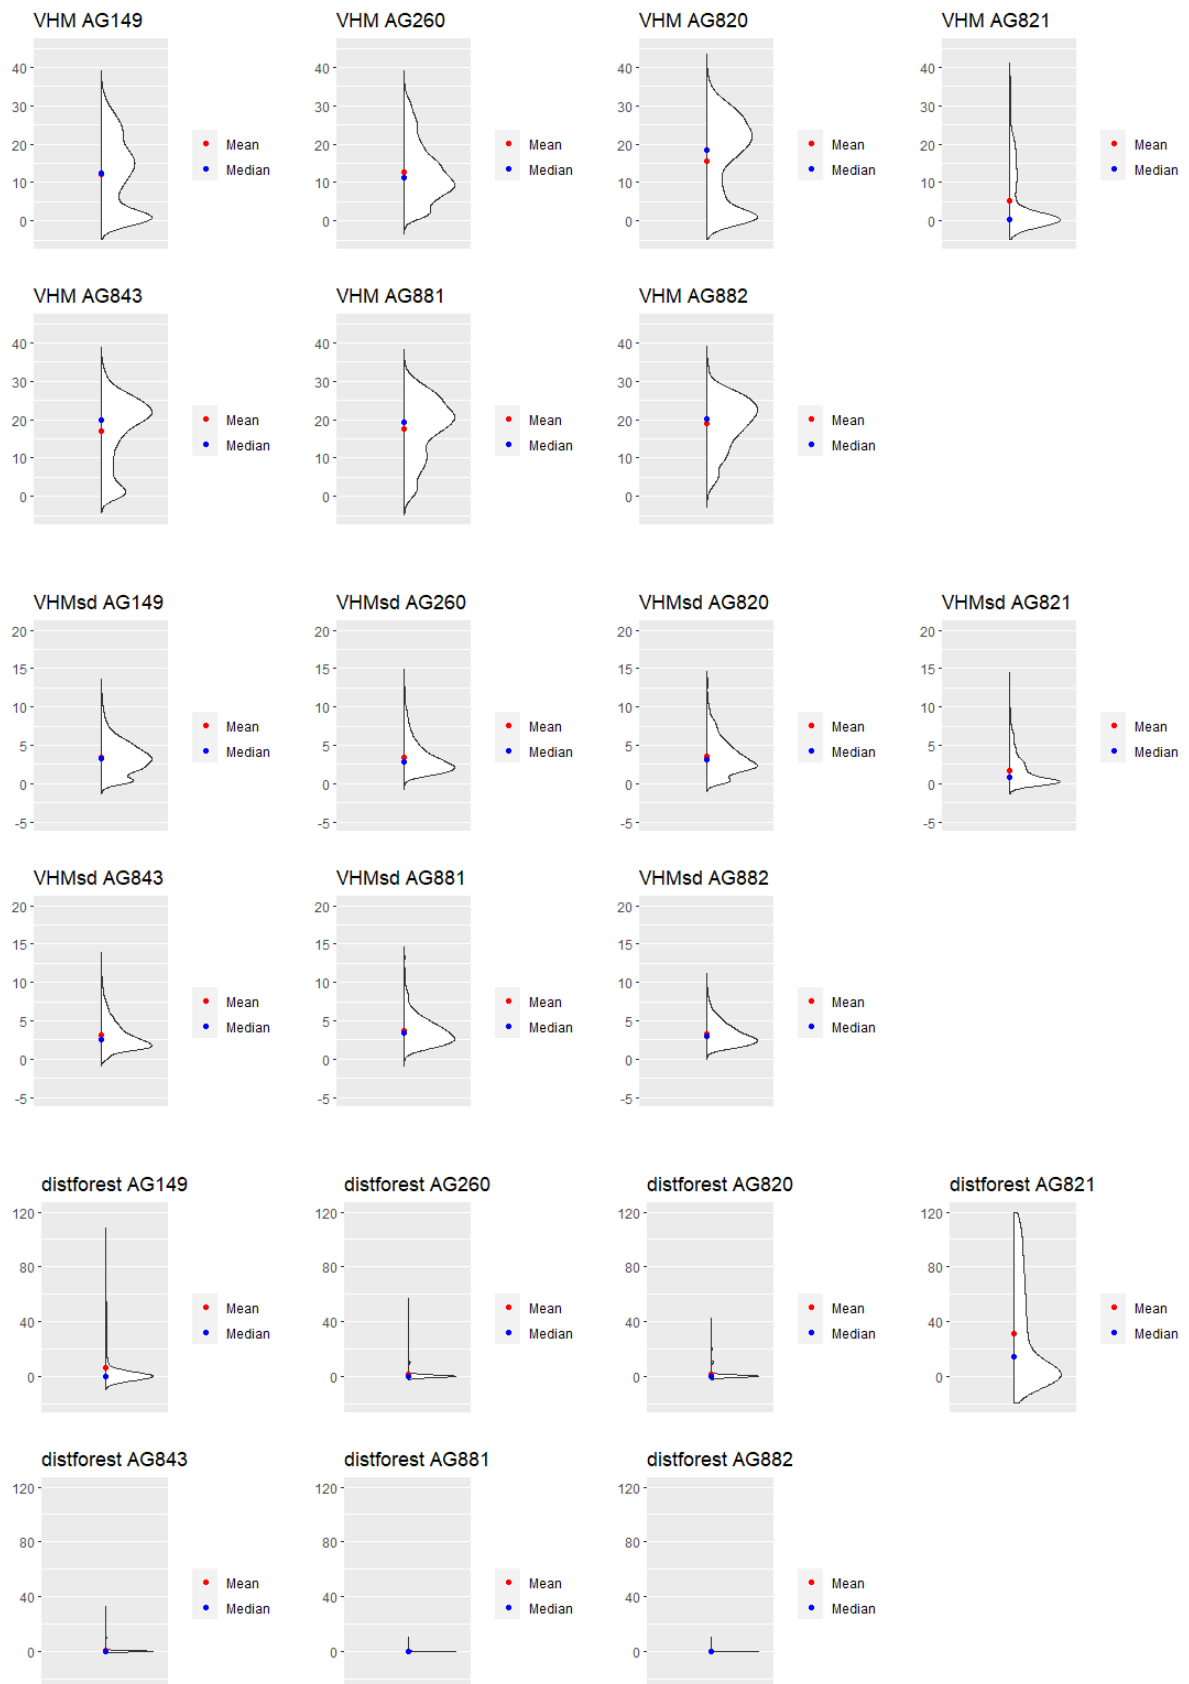 VHM AG149 VHM AG260 VHM AG820 VHM AG821
40 40 40 40
30 30 30 30
20 Mean 20 Mean 20 Mean 20 Mean
10 Median 10 Median 10 Median 10 Median
0 0 0 0
VHM AG843 VHM AG881 VHM AG882
40 40 40
30 30 30
20 Mean 20 Mean 20 Mean
10 Median 10 Median 10 Median
0 0 0
VHMsd AG149 VHMsd AG260 VHMsd AG820 VHMsd AG821
20 20 20 20
15 15 15 15
10 Mean 10 Mean 10 Mean 10 Mean
5 Median 5 Median 5 Median 5 Median
0 0 0 0
-5 -5 -5 -5
VHMsd AG843 VHMsd AG881 VHMsd AG882
20 20 20
15 15 15
10 Mean 10 Mean 10 Mean
5 Median 5 Median 5 Median
0 0 0
-5 -5 -5
distforest AG149 distforest AG260 distforest AG820 distforest AG821
120 120 120 120
80 80 80 80
40 Mean 40 Mean 40 Mean 40 Mean
Median Median Median Median
0 0 0 0
distforest AG843 distforest AG881 distforest AG882
120 120 120
80 80 80
40 Mean 40 Mean 40 Mean
Median Median Median
0 0 0